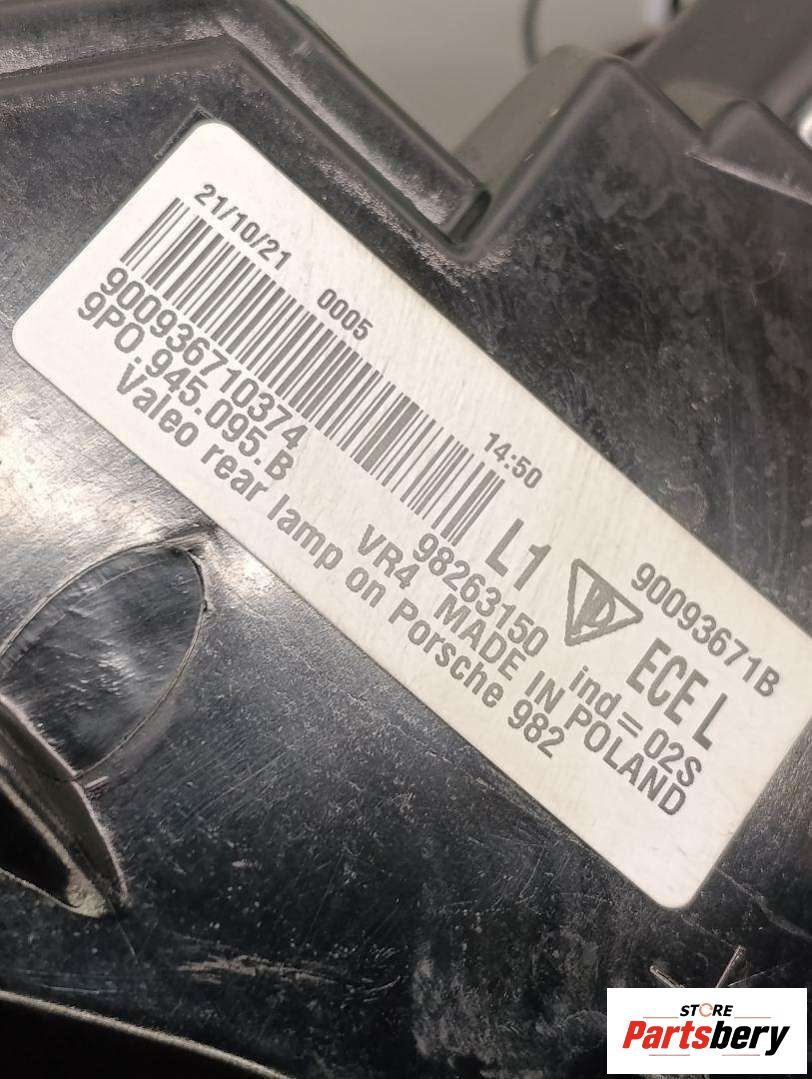 21/10/21 0005 14:50 90093671B
900936710374 L1 ECE L
9P0.945.095.B 98263150 ind=02S
VR4 MADE IN POLAND
Valeo rear lamp on Porsche 982
STORE
Partsbery